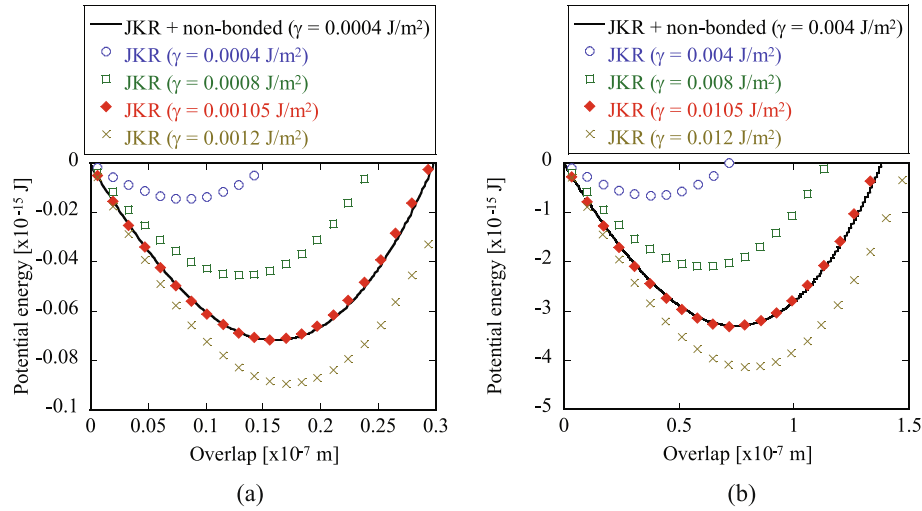 JKR + non-bonded (γ = 0.0004 J/m²)
JKR (γ = 0.0004 J/m²)
JKR (γ = 0.0008 J/m²)
JKR (γ = 0.00105 J/m²)
JKR (γ = 0.0012 J/m²)
0
-0.02
-0.04
-0.06
-0.08
-0.1
Potential energy [x10⁻¹⁵ J]
0
0.05
0.1
0.15
0.2
0.25
0.3
Overlap [x10⁻⁷ m]
(a)
JKR + non-bonded (γ = 0.004 J/m²)
JKR (γ = 0.004 J/m²)
JKR (γ = 0.008 J/m²)
JKR (γ = 0.0105 J/m²)
JKR (γ = 0.012 J/m²)
0
-1
-2
-3
-4
-5
Potential energy [x10⁻¹⁵ J]
0
0.5
1
1.5
Overlap [x10⁻⁷ m]
(b)